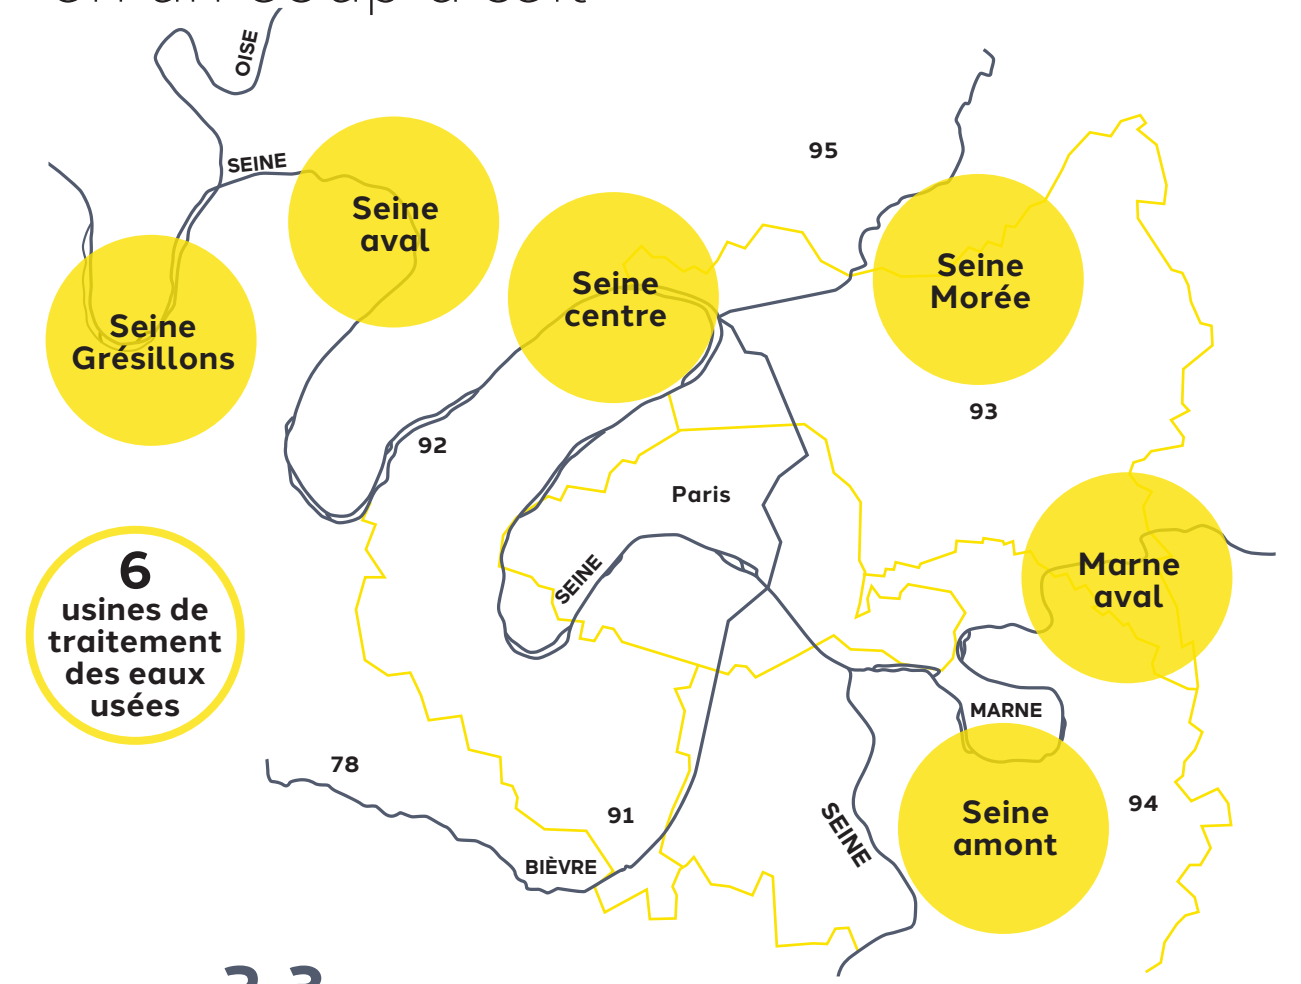 OISE
SEINE
95
Seine
aval
Seine
centre
Seine
Morée
Seine
Grésillons
93
92
Paris
SEINE
Marne
aval
6
usines de
traitement
des eaux
usées
MARNE
78
91
SEINE
Seine
amont
94
BIÈVRE